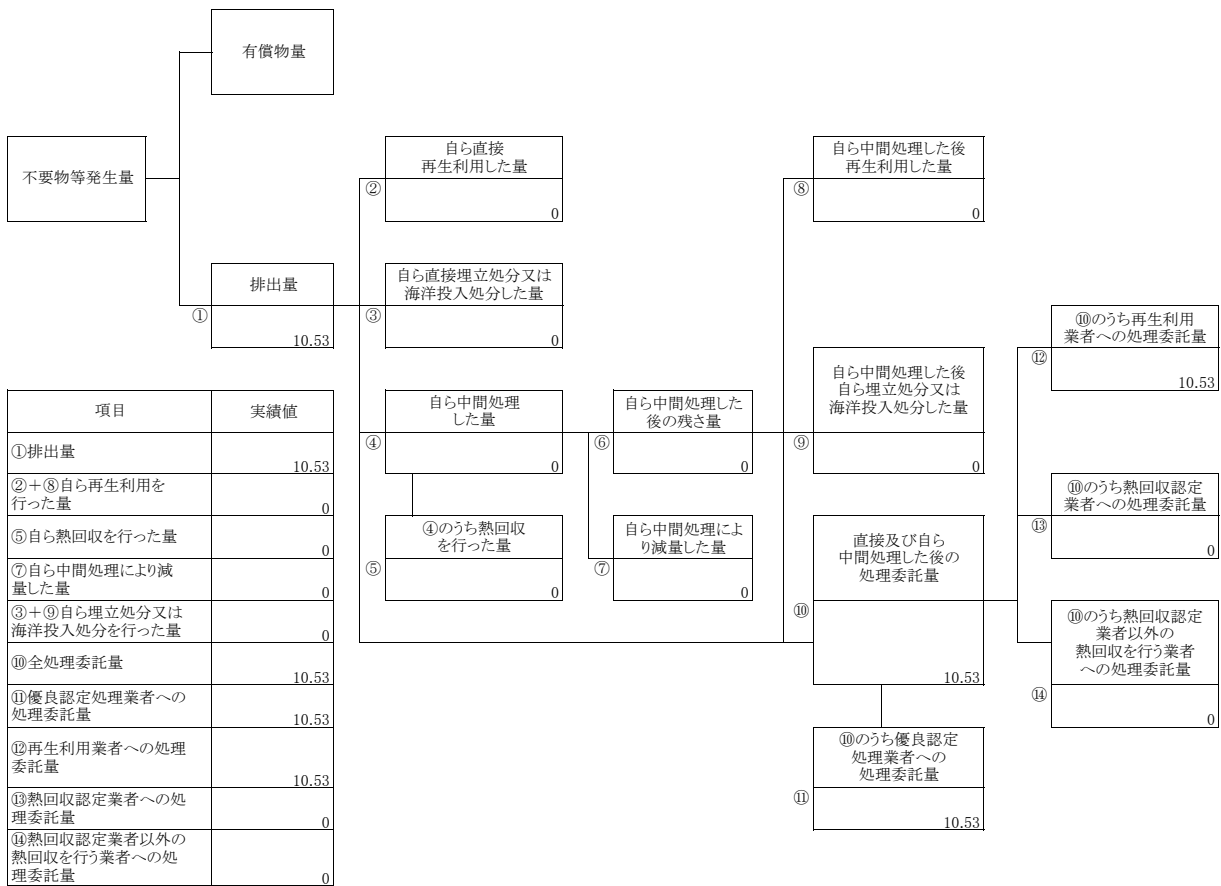 有償物量
不要物等発生量
自ら直接
再生利用した量
②
0
自ら中間処理した後
再生利用した量
⑧
0
排出量
①
10.53
自ら直接埋立処分又は
海洋投入処分した量
③
0
⑩のうち再生利用
業者への処理委託量
⑫
10.53
自ら中間処理
した量
④
0
自ら中間処理した
後の残さ量
⑥
0
自ら中間処理した後
自ら埋立処分又は
海洋投入処分した量
⑨
0
⑩のうち熱回収認定
業者への処理委託量
⑬
0
④のうち熱回収
を行った量
⑤
0
自ら中間処理によ
り減量した量
⑦
0
直接及び自ら
中間処理した後の
処理委託量
⑩
10.53
⑩のうち熱回収認定
業者以外の
熱回収を行う業者
への処理委託量
⑭
0
⑩のうち優良認定
処理業者への
処理委託量
⑪
10.53
項目 実績値
①排出量
10.53
②+⑧自ら再生利用を
行った量
0
⑤自ら熱回収を行った量
0
⑦自ら中間処理により減
量した量
0
③+⑨自ら埋立処分又は
海洋投入処分を行った量
0
⑩全処理委託量
10.53
⑪優良認定処理業者への
処理委託量
10.53
⑫再生利用業者への処理
委託量
10.53
⑬熱回収認定業者への処
理委託量
0
⑭熱回収認定業者以外の
熱回収を行う業者への処
理委託量
0